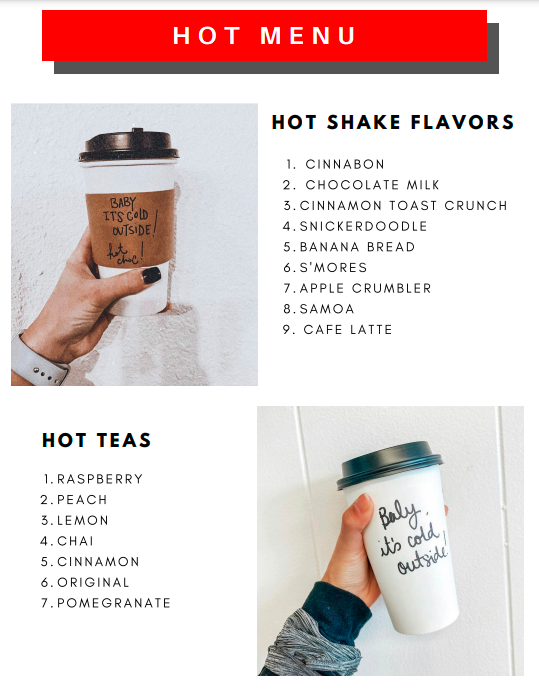 HOT MENU
HOT SHAKE FLAVORS
1. CINNABON
2. CHOCOLATE MILK
3. CINNAMON TOAST CRUNCH
4. SNICKERDOODLE
5. BANANA BREAD
6. S'MORES
7. APPLE CRUMBLER
8. SAMOA
9. CAFE LATTE
BABY
IT'S COLD
OUTSIDE!
hot
choc!
HOT TEAS
1. RASPBERRY
2. PEACH
3. LEMON
4. CHAI
5. CINNAMON
6. ORIGINAL
7. POMEGRANATE
Baby,
it's cold
outside!